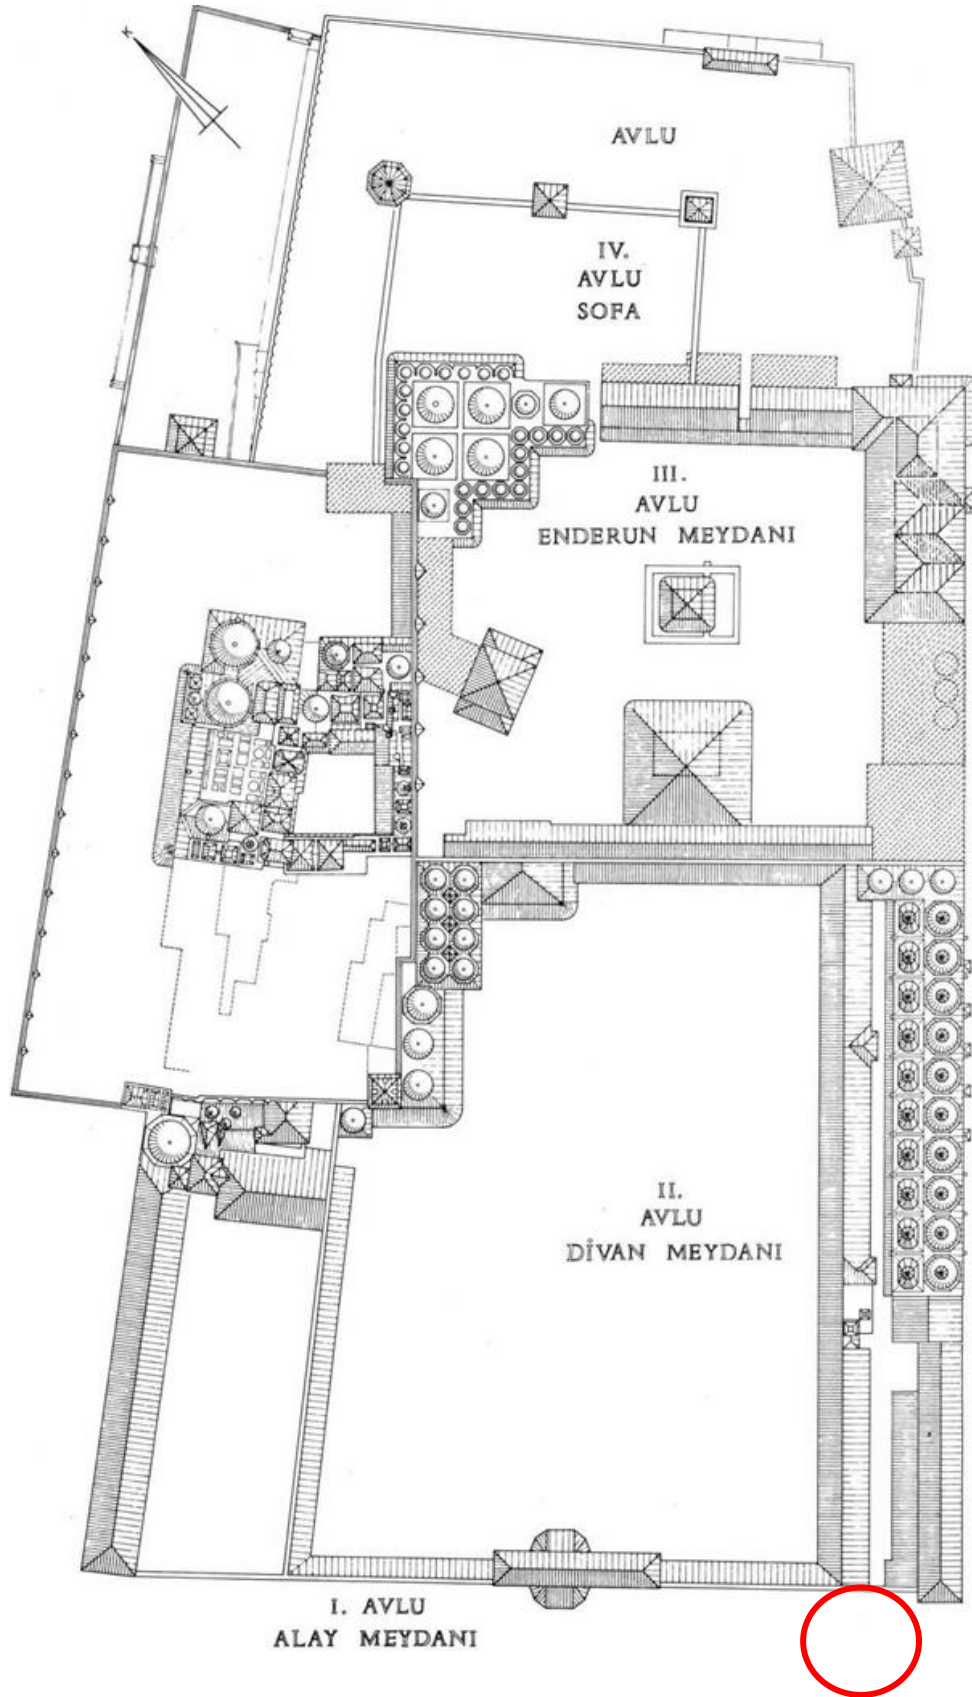 K
AVLU
IV.
AVLU
SOFA
III.
AVLU
ENDERUN MEYDANI
II.
AVLU
DİVAN MEYDANI
I. AVLU
ALAY MEYDANI